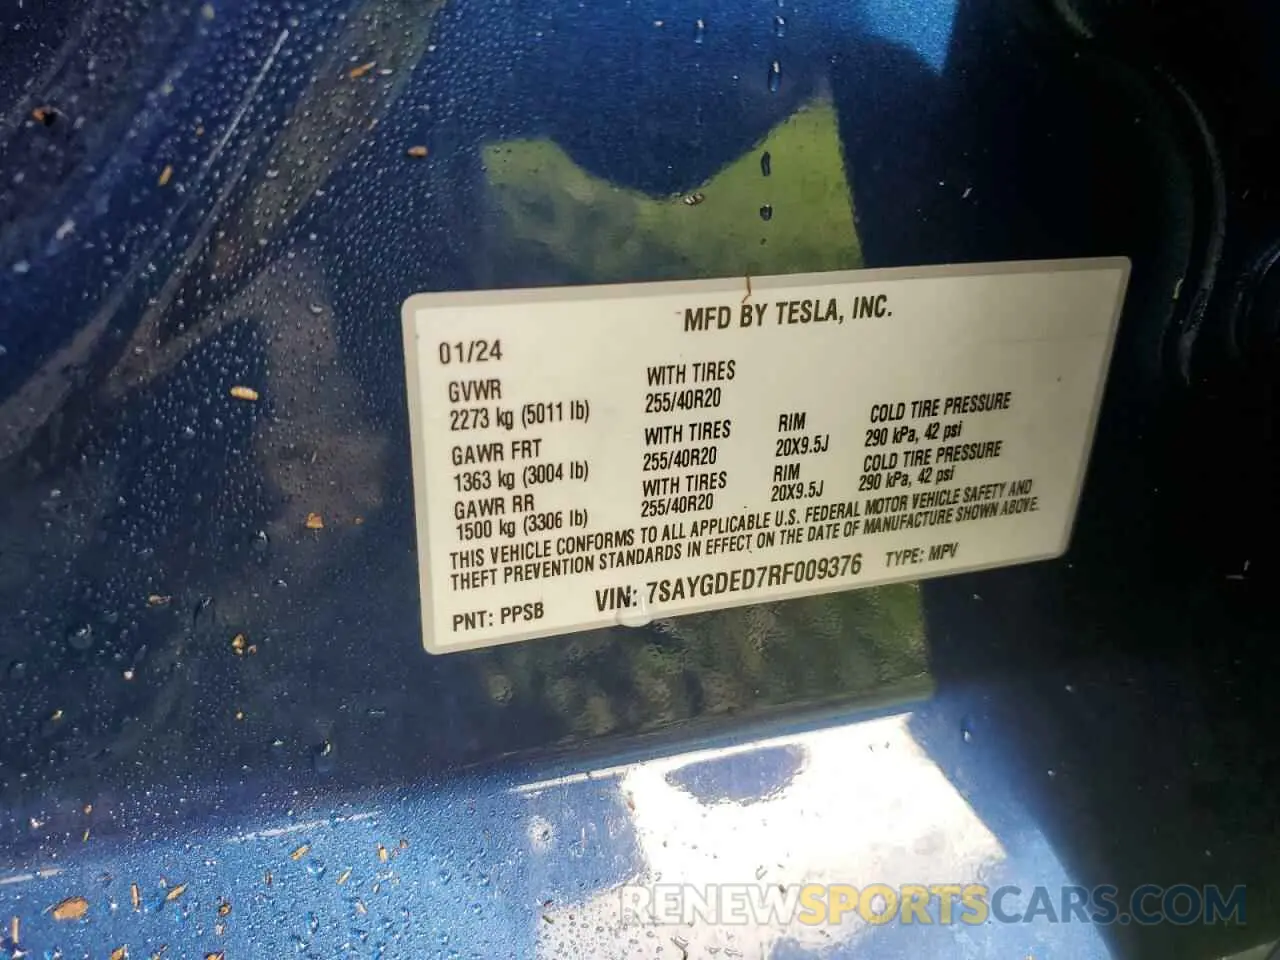 MFD BY TESLA, INC.
01/24
GVWR WITH TIRES
2273 kg (5011 lb) 255/40R20
GAWR FRT WITH TIRES RIM COLD TIRE PRESSURE
1363 kg (3004 lb) 255/40R20 20X9.5J 290 kPa, 42 psi
GAWR RR WITH TIRES RIM COLD TIRE PRESSURE
1500 kg (3306 lb) 255/40R20 20X9.5J 290 kPa, 42 psi
THIS VEHICLE CONFORMS TO ALL APPLICABLE U.S. FEDERAL MOTOR VEHICLE SAFETY AND
THEFT PREVENTION STANDARDS IN EFFECT ON THE DATE OF MANUFACTURE SHOWN ABOVE.
PNT: PPSB VIN: 7SAYGDED7RF009376 TYPE: MPV
RENEWSPORTSCARS.COM